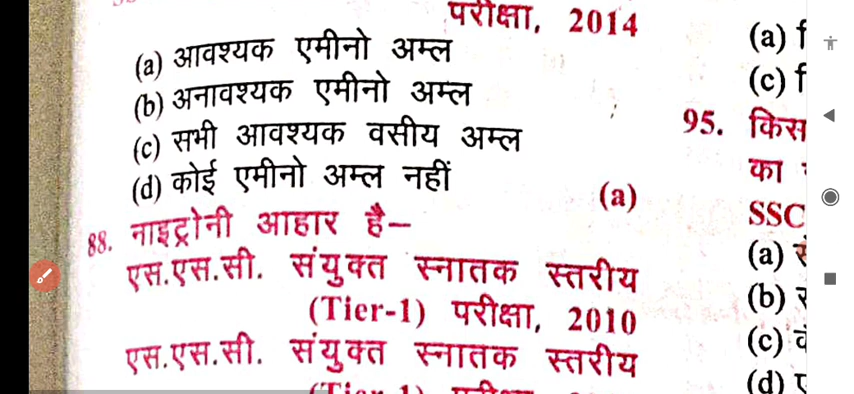 परीक्षा, 2014
(a) आवश्यक एमीनो अम्ल
(b) अनावश्यक एमीनो अम्ल
(c) सभी आवश्यक वसीय अम्ल
(d) कोई एमीनो अम्ल नहीं
(a)
88. नाइट्रोनी आहार है–
एस.एस.सी. संयुक्त स्नातक स्तरीय
(Tier-1) परीक्षा, 2010
एस.एस.सी. संयुक्त स्नातक स्तरीय
(a)
(c)
95. किस
का
SSC
(a)
(b)
(c)
(d)